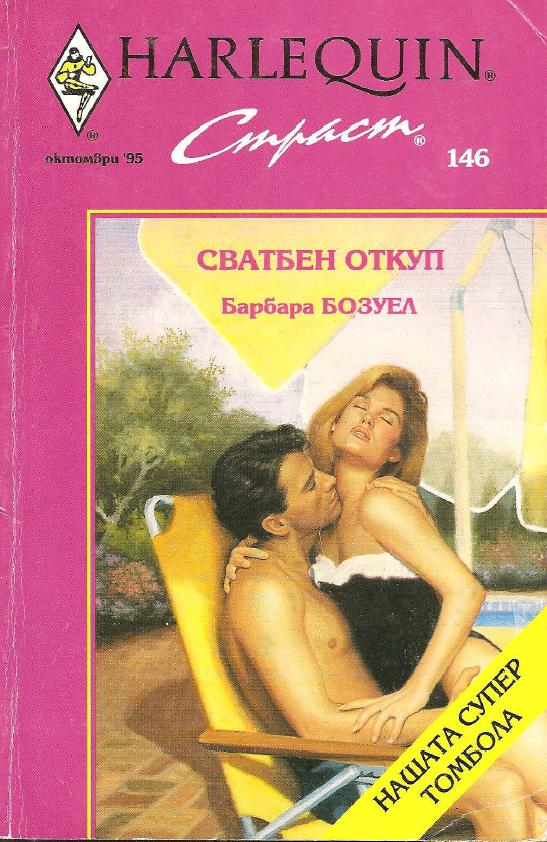 HARLEQUIN®
®
октомври '95
Страст®
146
СВАТБЕН ОТКУП
Барбара БОЗУЕЛ
НАШАТА СУПЕР
ТОМБОЛА